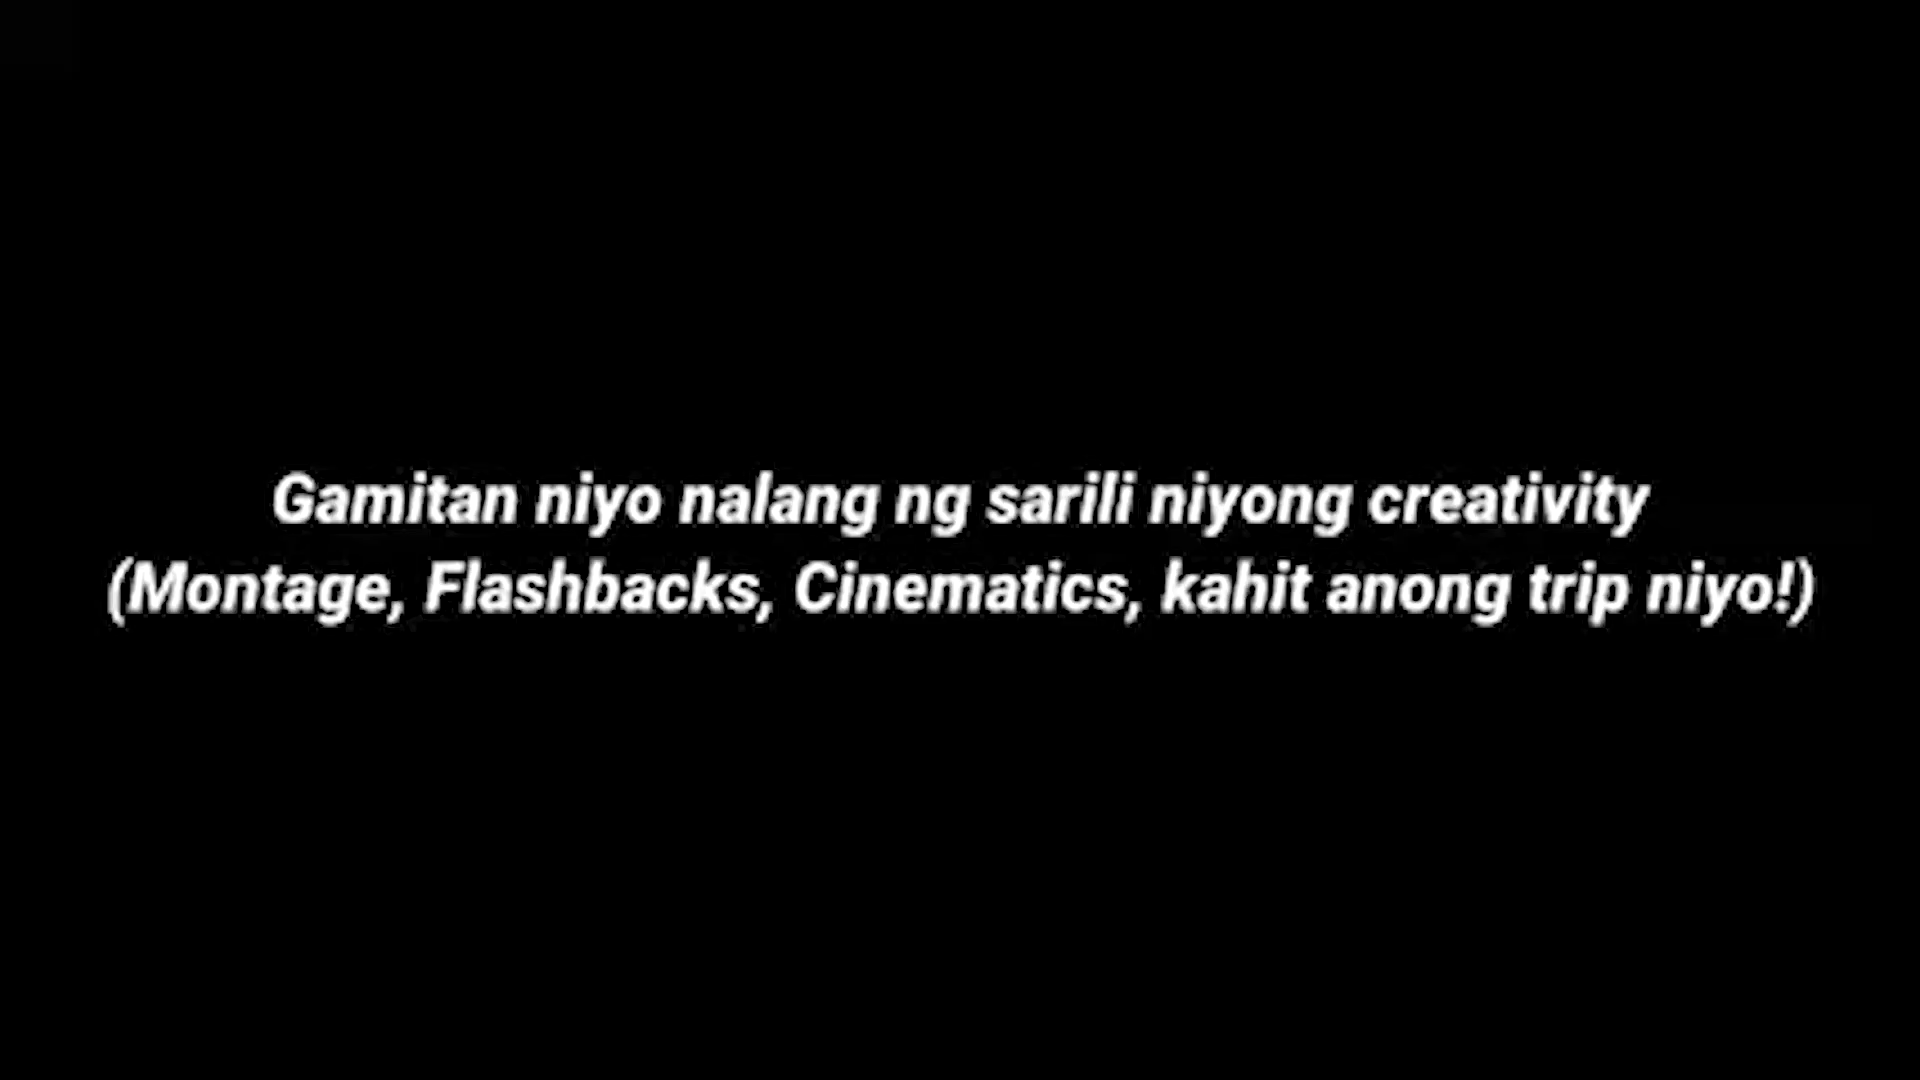 Gamitan niyo nalang ng sarili niyong creativity
(Montage, Flashbacks, Cinematics, kahit anong trip niyo!)